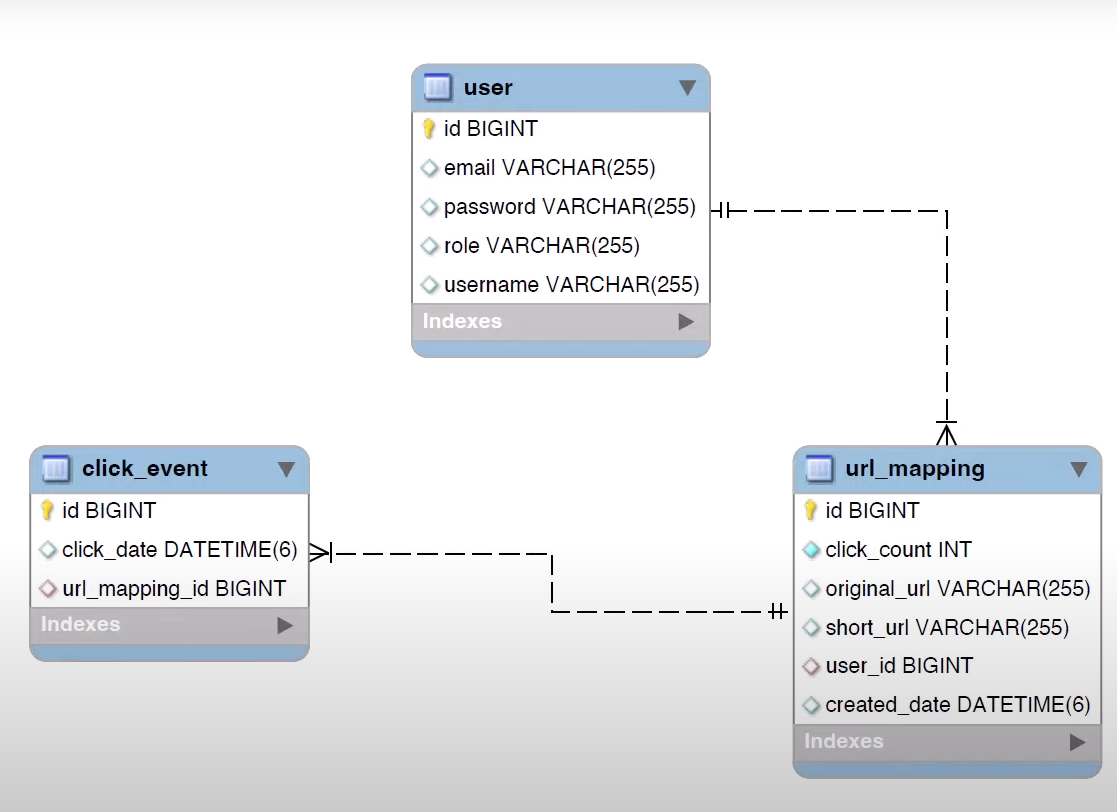 user
id BIGINT
email VARCHAR(255)
password VARCHAR(255)
role VARCHAR(255)
username VARCHAR(255)
Indexes
click_event
id BIGINT
click_date DATETIME(6)
url_mapping_id BIGINT
Indexes
url_mapping
id BIGINT
click_count INT
original_url VARCHAR(255)
short_url VARCHAR(255)
user_id BIGINT
created_date DATETIME(6)
Indexes